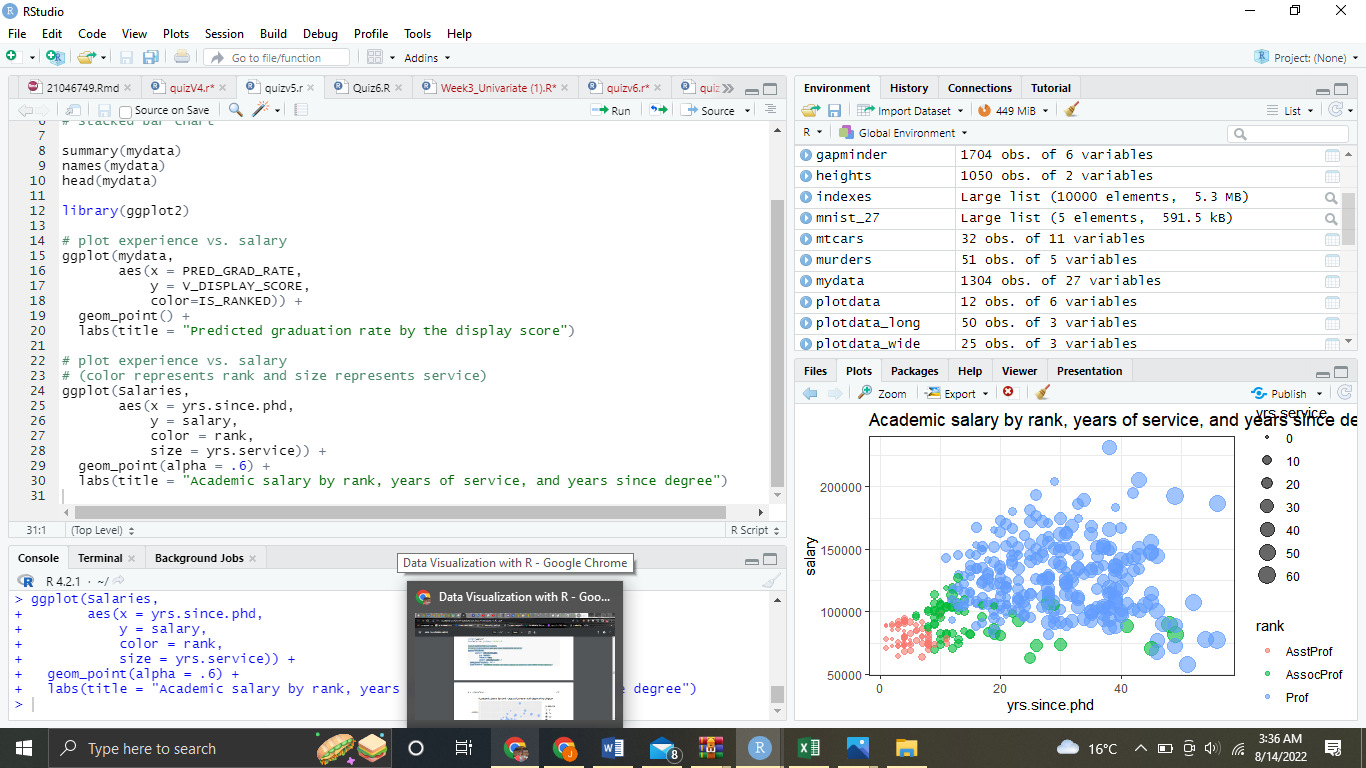 RStudio
File Edit Code View Plots Session Build Debug Profile Tools Help
Go to file/function Addins Project: (None)
21046749.Rmd quizV4.r* quizv5.r Quiz6.R Week3_Univariate (1).R* quizv6.r* quiz
Source on Save Run Source
6 # stacked bar chart
7
8 summary(mydata)
9 names(mydata)
10 head(mydata)
11
12 library(ggplot2)
13
14 # plot experience vs. salary
15 ggplot(mydata,
16 aes(x = PRED_GRAD_RATE,
17 y = V_DISPLAY_SCORE,
18 color=IS_RANKED)) +
19 geom_point() +
20 labs(title = "Predicted graduation rate by the display score")
21
22 # plot experience vs. salary
23 # (color represents rank and size represents service)
24 ggplot(Salaries,
25 aes(x = yrs.since.phd,
26 y = salary,
27 color = rank,
28 size = yrs.service)) +
29 geom_point(alpha = .6) +
30 labs(title = "Academic salary by rank, years of service, and years since degree")
31
31:1 (Top Level) R Script
Console Terminal Background Jobs
R 4.2.1 · ~/
> ggplot(Salaries,
+ aes(x = yrs.since.phd,
+ y = salary,
+ color = rank,
+ size = yrs.service)) +
+ geom_point(alpha = .6) +
+ labs(title = "Academic salary by rank, years e degree")
>
Data Visualization with R - Google Chrome
Data Visualization with R - Goo...
Environment History Connections Tutorial
Import Dataset 449 MiB List
R Global Environment
gapminder 1704 obs. of 6 variables
heights 1050 obs. of 2 variables
indexes Large list (10000 elements, 5.3 MB)
mnist_27 Large list (5 elements, 591.5 kB)
mtcars 32 obs. of 11 variables
murders 51 obs. of 5 variables
mydata 1304 obs. of 27 variables
plotdata 12 obs. of 6 variables
plotdata_long 50 obs. of 3 variables
plotdata_wide 25 obs. of 3 variables
Files Plots Packages Help Viewer Presentation
Zoom Export Publish
Academic salary by rank, years of service, and years since de
yrs.service
0
10
20
30
40
50
60
rank
AsstProf
AssocProf
Prof
salary
200000
150000
100000
50000
0 20 40
yrs.since.phd
Type here to search
8
16°C
3:36 AM
8/14/2022